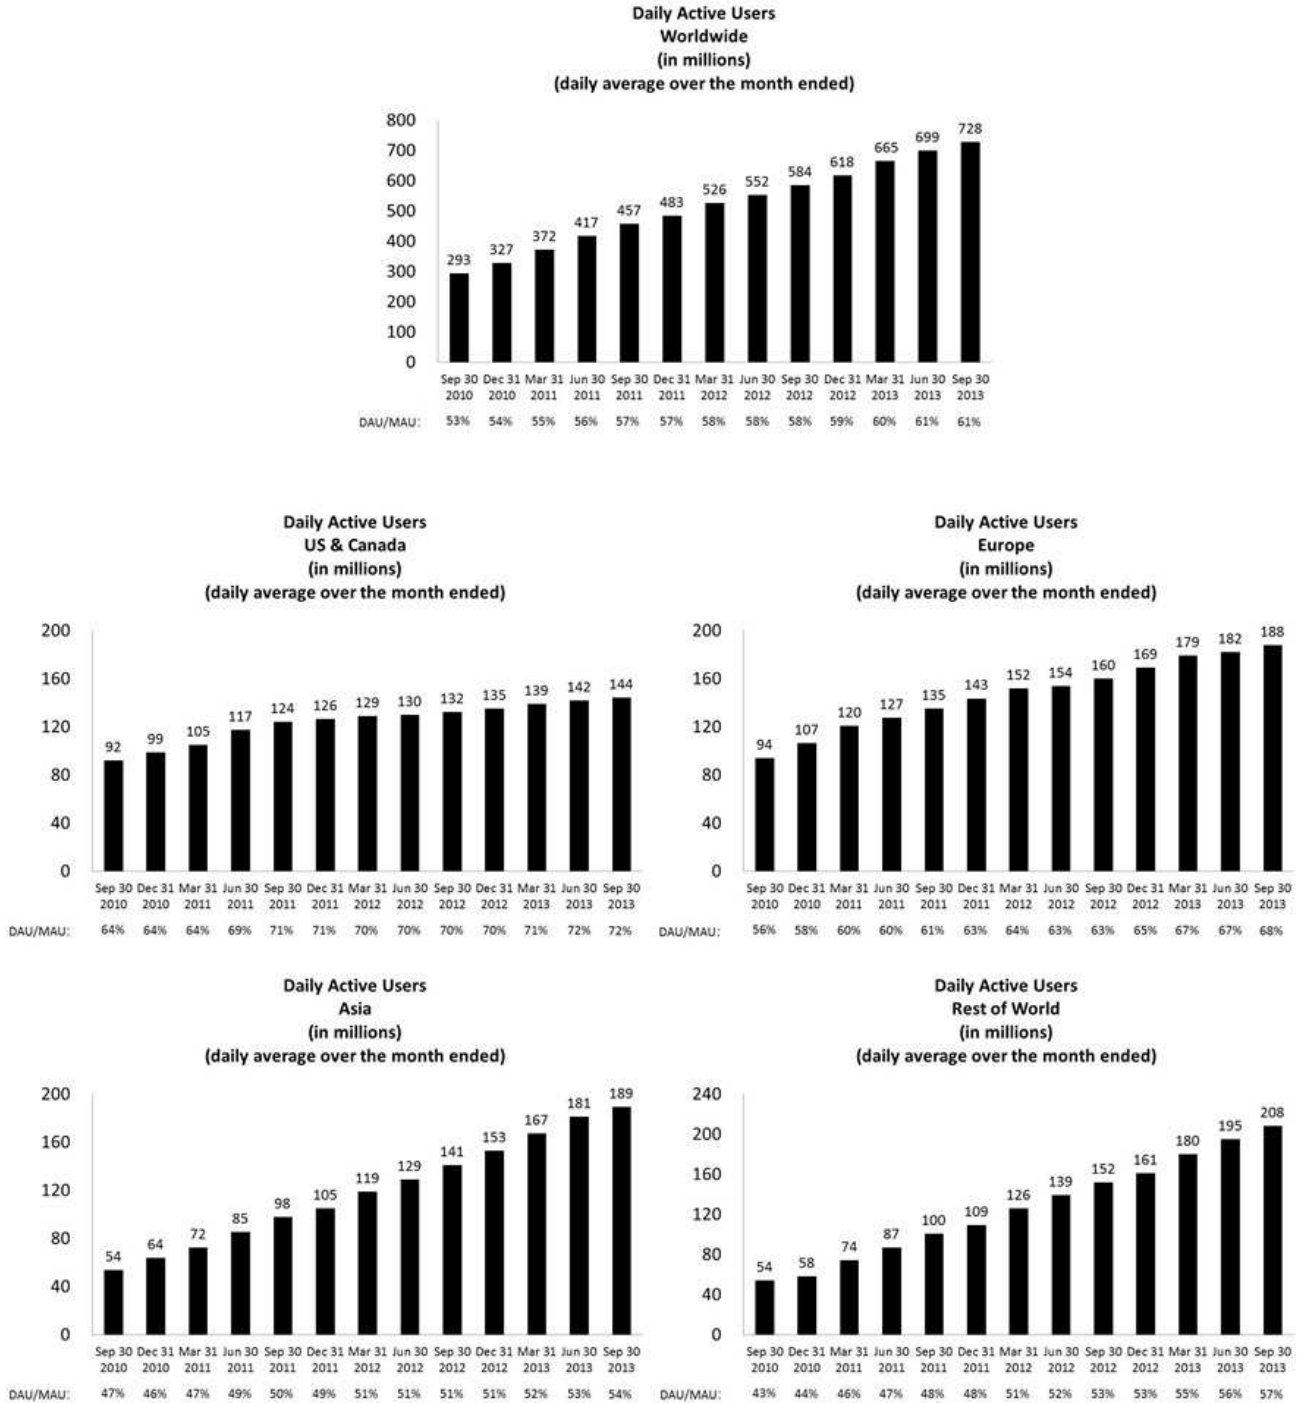 Daily Active Users
Worldwide
(in millions)
(daily average over the month ended)
800
700
600
500
400
300
200
100
0
293 327 372 417 457 483 526 552 584 618 665 699 728
Sep 30 Dec 31 Mar 31 Jun 30 Sep 30 Dec 31 Mar 31 Jun 30 Sep 30 Dec 31 Mar 31 Jun 30 Sep 30
2010 2010 2011 2011 2011 2011 2012 2012 2012 2012 2013 2013 2013
DAU/MAU: 53% 54% 55% 56% 57% 57% 58% 58% 58% 59% 60% 61% 61%
Daily Active Users
US & Canada
(in millions)
(daily average over the month ended)
200
160
120
80
40
0
92 99 105 117 124 126 129 130 132 135 139 142 144
Sep 30 Dec 31 Mar 31 Jun 30 Sep 30 Dec 31 Mar 31 Jun 30 Sep 30 Dec 31 Mar 31 Jun 30 Sep 30
2010 2010 2011 2011 2011 2011 2012 2012 2012 2012 2013 2013 2013
DAU/MAU: 64% 64% 64% 69% 71% 71% 70% 70% 70% 70% 71% 72% 72%
Daily Active Users
Europe
(in millions)
(daily average over the month ended)
200
160
120
80
40
0
94 107 120 127 135 143 152 154 160 169 179 182 188
Sep 30 Dec 31 Mar 31 Jun 30 Sep 30 Dec 31 Mar 31 Jun 30 Sep 30 Dec 31 Mar 31 Jun 30 Sep 30
2010 2010 2011 2011 2011 2011 2012 2012 2012 2012 2013 2013 2013
DAU/MAU: 56% 58% 60% 60% 61% 63% 64% 63% 63% 65% 67% 67% 68%
Daily Active Users
Asia
(in millions)
(daily average over the month ended)
200
160
120
80
40
0
54 64 72 85 98 105 119 129 141 153 167 181 189
Sep 30 Dec 31 Mar 31 Jun 30 Sep 30 Dec 31 Mar 31 Jun 30 Sep 30 Dec 31 Mar 31 Jun 30 Sep 30
2010 2010 2011 2011 2011 2011 2012 2012 2012 2012 2013 2013 2013
DAU/MAU: 47% 46% 47% 49% 50% 49% 51% 51% 51% 51% 52% 53% 54%
Daily Active Users
Rest of World
(in millions)
(daily average over the month ended)
240
200
160
120
80
40
0
54 58 74 87 100 109 126 139 152 161 180 195 208
Sep 30 Dec 31 Mar 31 Jun 30 Sep 30 Dec 31 Mar 31 Jun 30 Sep 30 Dec 31 Mar 31 Jun 30 Sep 30
2010 2010 2011 2011 2011 2011 2012 2012 2012 2012 2013 2013 2013
DAU/MAU: 43% 44% 46% 47% 48% 48% 51% 52% 53% 53% 55% 56% 57%